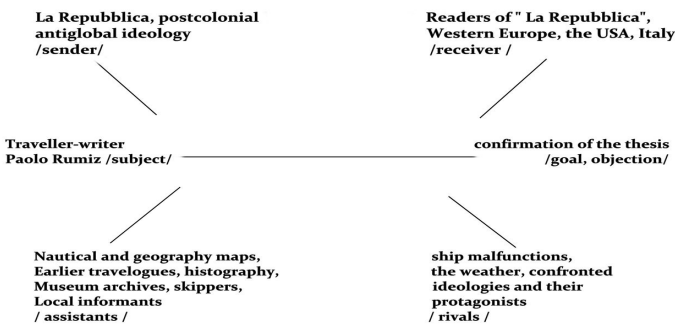 La Repubblica, postcolonial
antiglobal ideology
/sender/
Readers of " La Repubblica",
Western Europe, the USA, Italy
/receiver /
Traveller-writer
Paolo Rumiz /subject/
confirmation of the thesis
/goal, objection/
Nautical and geography maps,
Earlier travelogues, histography,
Museum archives, skippers,
Local informants
/ assistants /
ship malfunctions,
the weather, confronted
ideologies and their
protagonists
/ rivals /